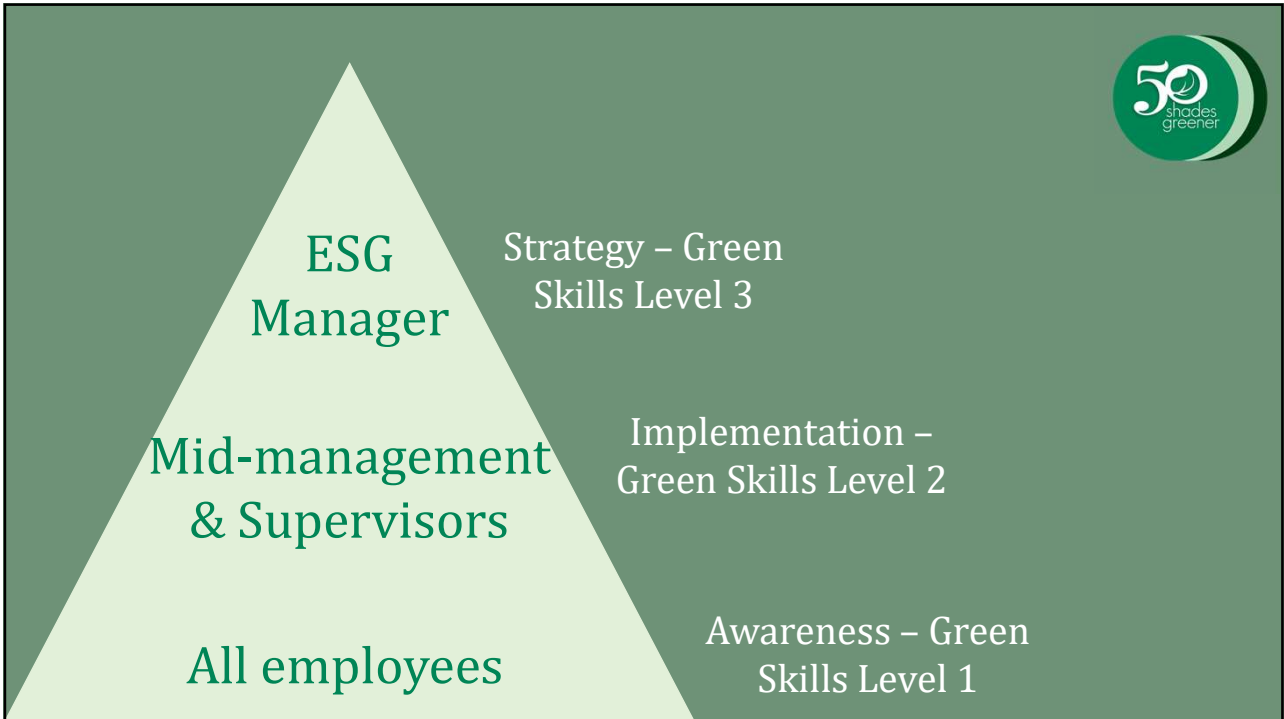 50
shades
greener
ESG
Manager
Strategy – Green
Skills Level 3
Mid-management
& Supervisors
Implementation –
Green Skills Level 2
All employees
Awareness – Green
Skills Level 1